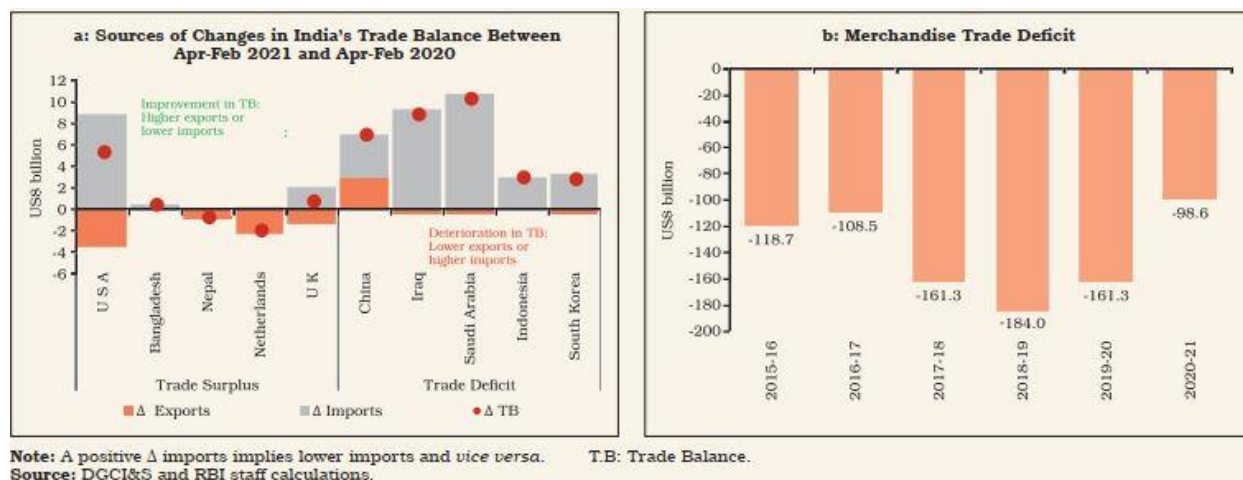 a: Sources of Changes in India's Trade Balance Between
Apr-Feb 2021 and Apr-Feb 2020
US$ billion
12
10
8
6
4
2
0
-2
-4
-6
Improvement in TB:
Higher exports or
lower imports
:
Deterioration in TB:
Lower exports or
higher imports
U S A
Bangladesh
Nepal
Netherlands
U K
China
Iraq
Saudi Arabia
Indonesia
South Korea
Trade Surplus
Trade Deficit
Δ Exports
Δ Imports
Δ TB
b: Merchandise Trade Deficit
US$ billion
0
-20
-40
-60
-80
-100
-120
-140
-160
-180
-200
-118.7
-108.5
-161.3
-184.0
-161.3
-98.6
2015-16
2016-17
2017-18
2018-19
2019-20
2020-21
Note: A positive Δ imports implies lower imports and vice versa. T.B: Trade Balance.
Source: DGCI&S and RBI staff calculations.